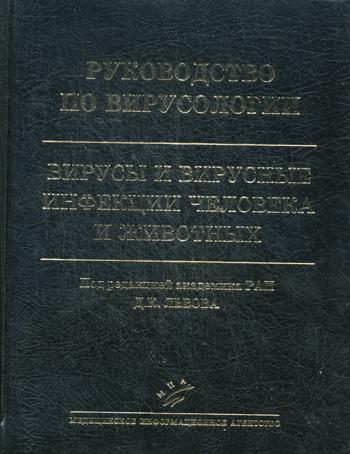 РУКОВОДСТВО
ПО ВИРУСОЛОГИИ
ВИРУСЫ И ВИРУСНЫЕ
ИНФЕКЦИИ ЧЕЛОВЕКА
И ЖИВОТНЫХ
Под редакцией академика РАН
Д.К. ЛЬВОВА
МИА
МЕДИЦИНСКОЕ ИНФОРМАЦИОННОЕ АГЕНТСТВО